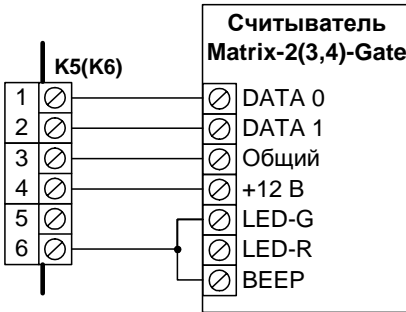 Считыватель
Matrix-2(3,4)-Gate
K5(K6)
1 DATA 0
2 DATA 1
3 Общий
4 +12 В
5 LED-G
6 LED-R
BEEP